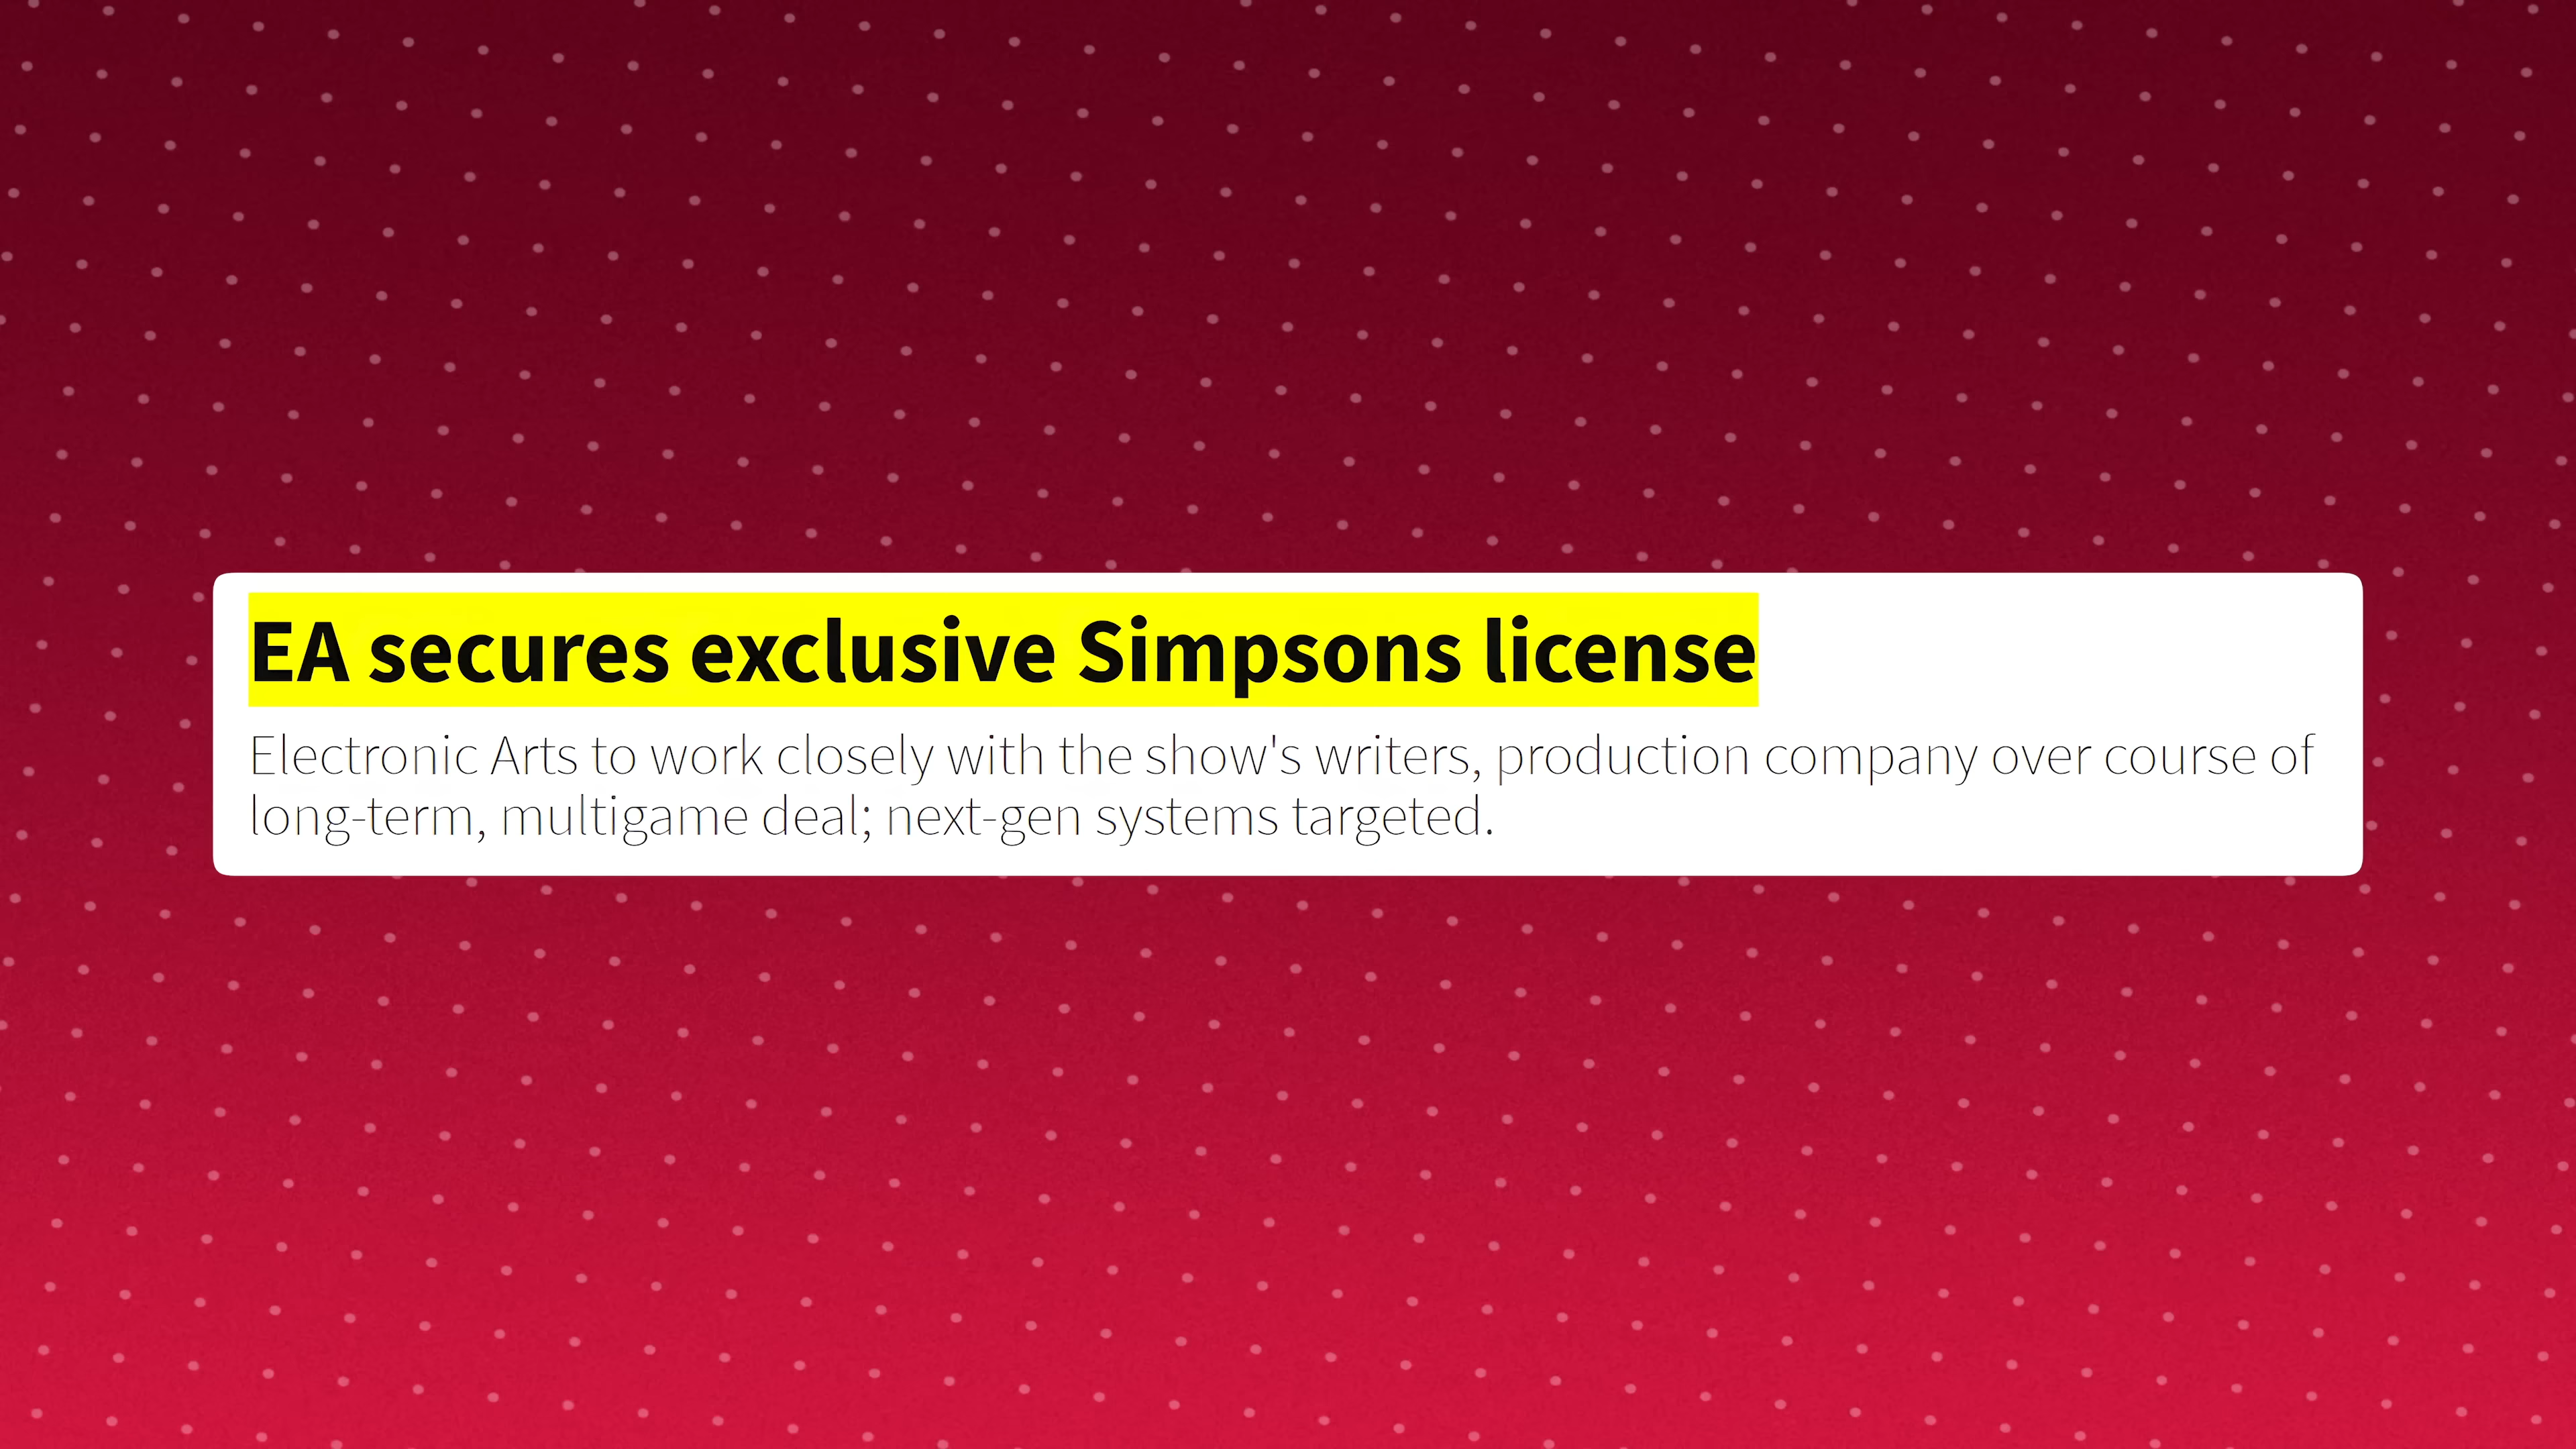 EA secures exclusive Simpsons license
Electronic Arts to work closely with the show's writers, production company over course of
long-term, multigame deal; next-gen systems targeted.